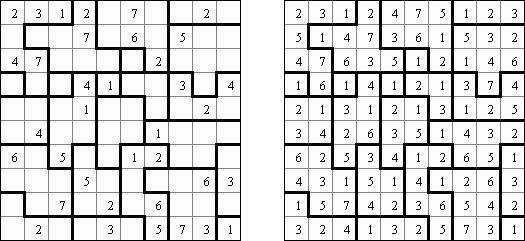 2 3 1 2 7 2 2 3 1 2 4 7 5 1 2 3
7 6 5 5 1 4 7 3 6 1 5 3 2
4 7 2 4 7 6 3 5 1 2 1 4 6
4 1 3 4 1 6 1 4 1 2 1 3 7 4
1 2 2 1 3 1 2 1 3 1 2 5
4 1 3 4 2 6 3 5 1 4 3 2
6 5 1 2 6 2 5 3 4 1 2 6 5 1
5 6 3 4 3 1 5 1 4 1 2 6 3
7 2 6 1 5 7 4 2 3 6 4 5 4
2 3 5 7 3 1 3 2 4 1 3 2 5 7 3 1